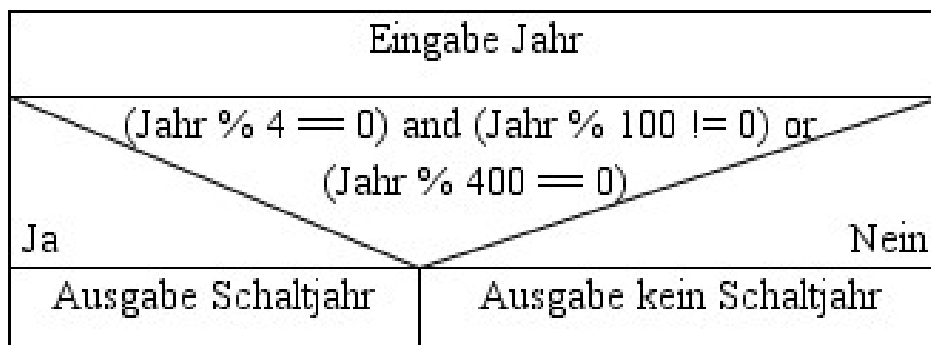 Eingabe Jahr
(Jahr % 4 == 0) and (Jahr % 100 != 0) or
(Jahr % 400 == 0)
Ja
Nein
Ausgabe Schaltjahr
Ausgabe kein Schaltjahr